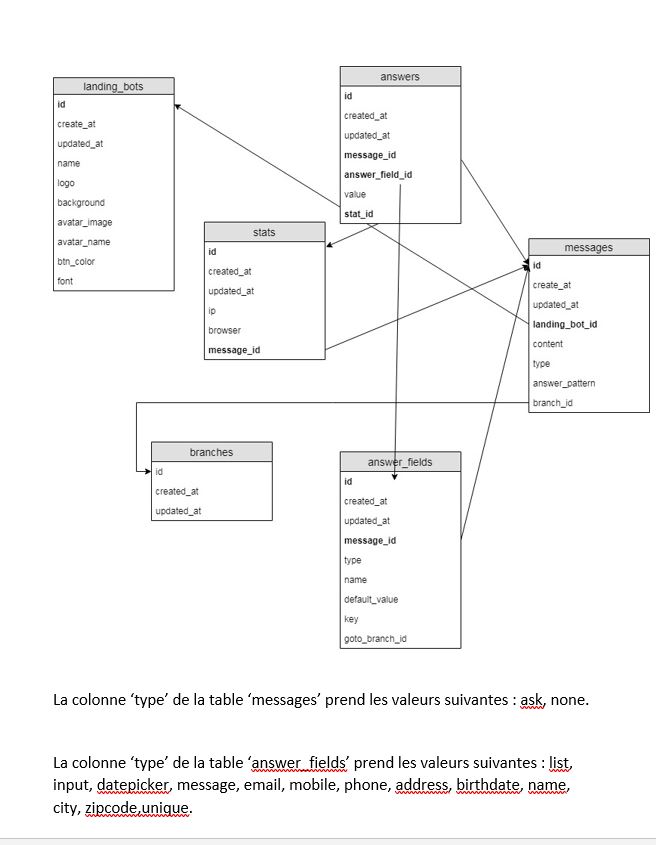 landing_bots
id
create_at
updated_at
name
logo
background
avatar_image
avatar_name
btn_color
font
answers
id
created_at
updated_at
message_id
answer_field_id
value
stat_id
stats
id
created_at
updated_at
ip
browser
message_id
messages
id
create_at
updated_at
landing_bot_id
content
type
answer_pattern
branch_id
branches
id
created_at
updated_at
answer_fields
id
created_at
updated_at
message_id
type
name
default_value
key
goto_branch_id
La colonne ‘type’ de la table ‘messages’ prend les valeurs suivantes : ask, none.
La colonne ‘type’ de la table ‘answer_fields’ prend les valeurs suivantes : list,
input, datepicker, message, email, mobile, phone, address, birthdate, name,
city, zipcode,unique.